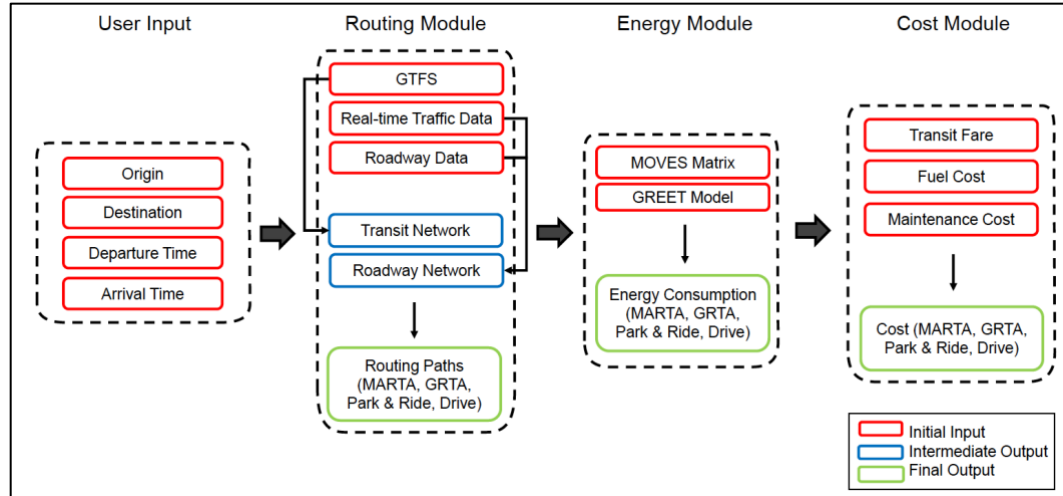 User Input
Origin
Destination
Departure Time
Arrival Time
Routing Module
GTFS
Real-time Traffic Data
Roadway Data
Transit Network
Roadway Network
Routing Paths
(MARTA, GRTA,
Park & Ride, Drive)
Energy Module
MOVES Matrix
GREET Model
Energy Consumption
(MARTA, GRTA,
Park & Ride, Drive)
Cost Module
Transit Fare
Fuel Cost
Maintenance Cost
Cost (MARTA, GRTA,
Park & Ride, Drive)
Initial Input
Intermediate Output
Final Output